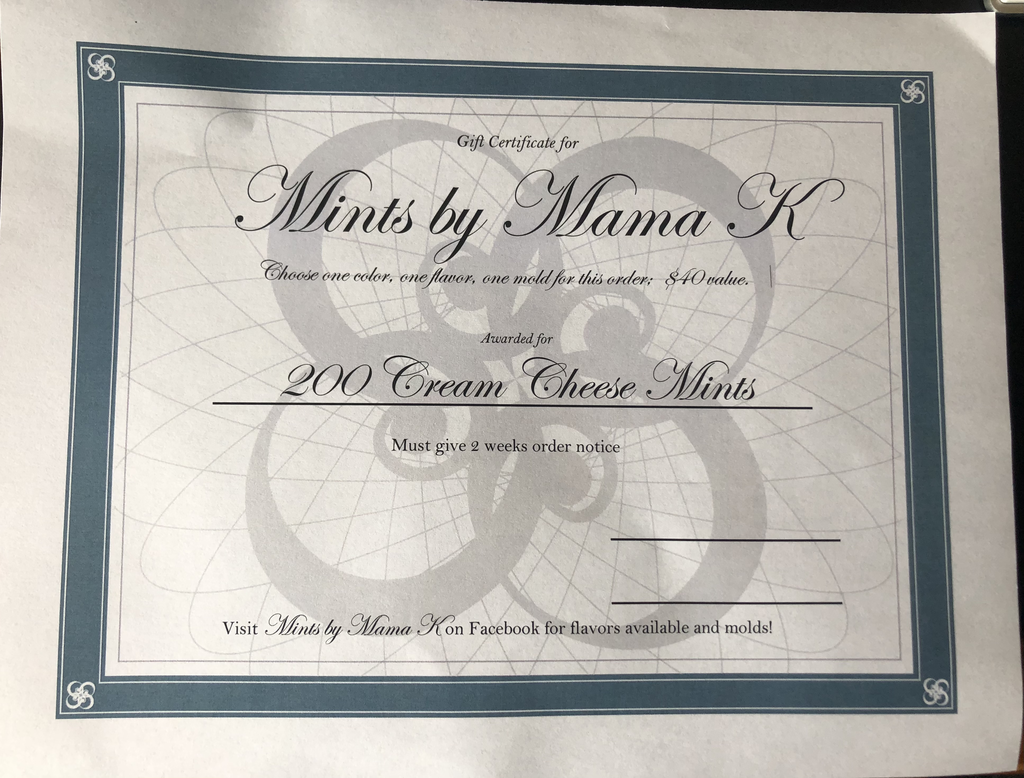 Gift Certificate for
Mints by Mama K
Choose one color, one flavor, one mold for this order; $40 value.
Awarded for
200 Cream Cheese Mints
Must give 2 weeks order notice
Visit Mints by Mama K on Facebook for flavors available and molds!